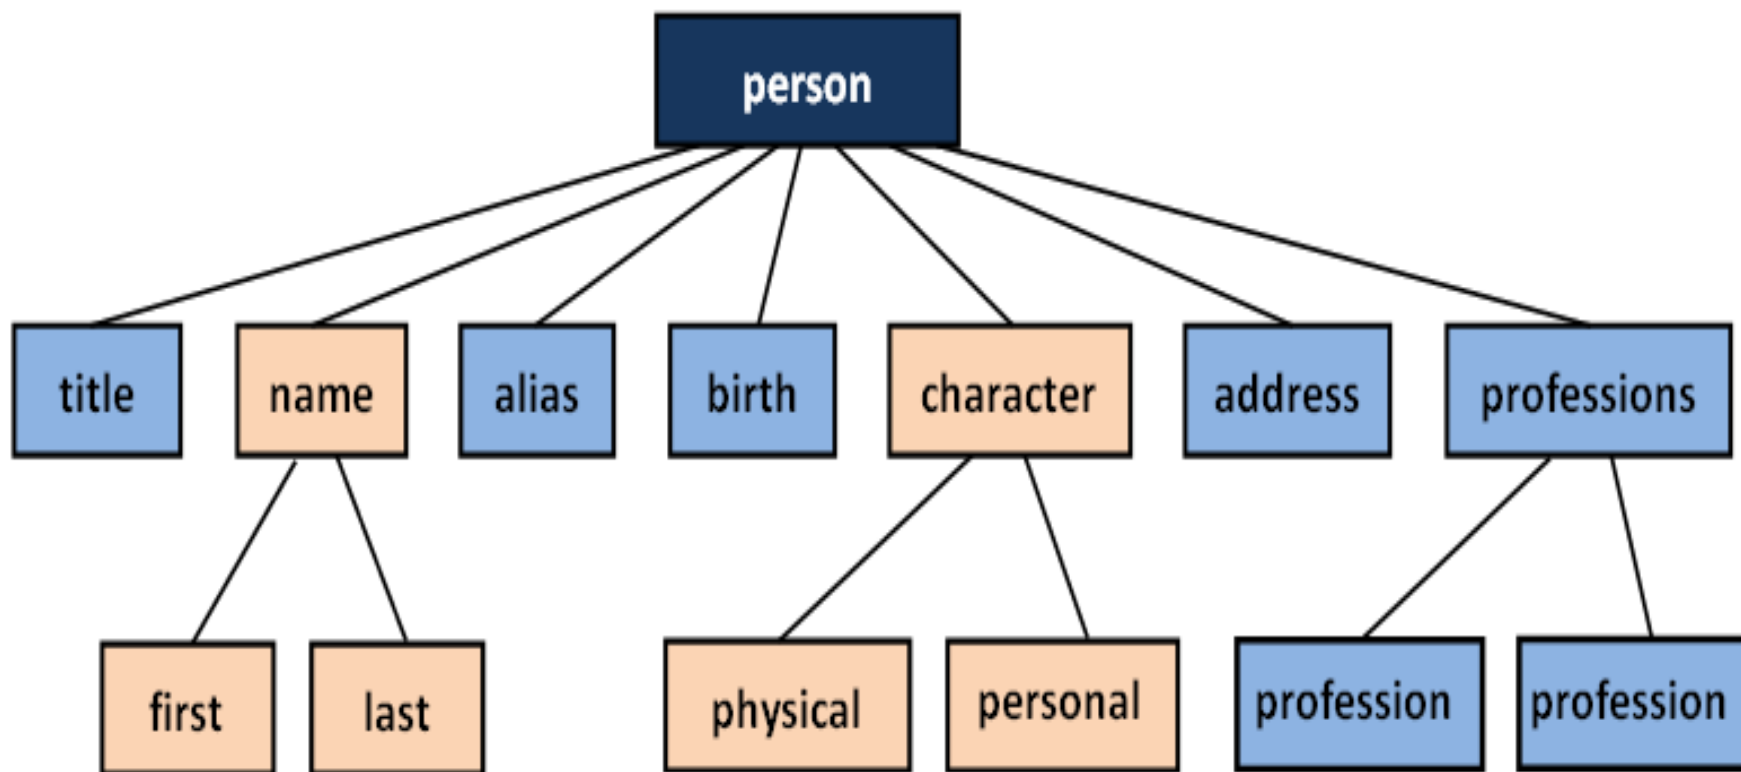 person
title
name
alias
birth
character
address
professions
first
last
physical
personal
profession
profession